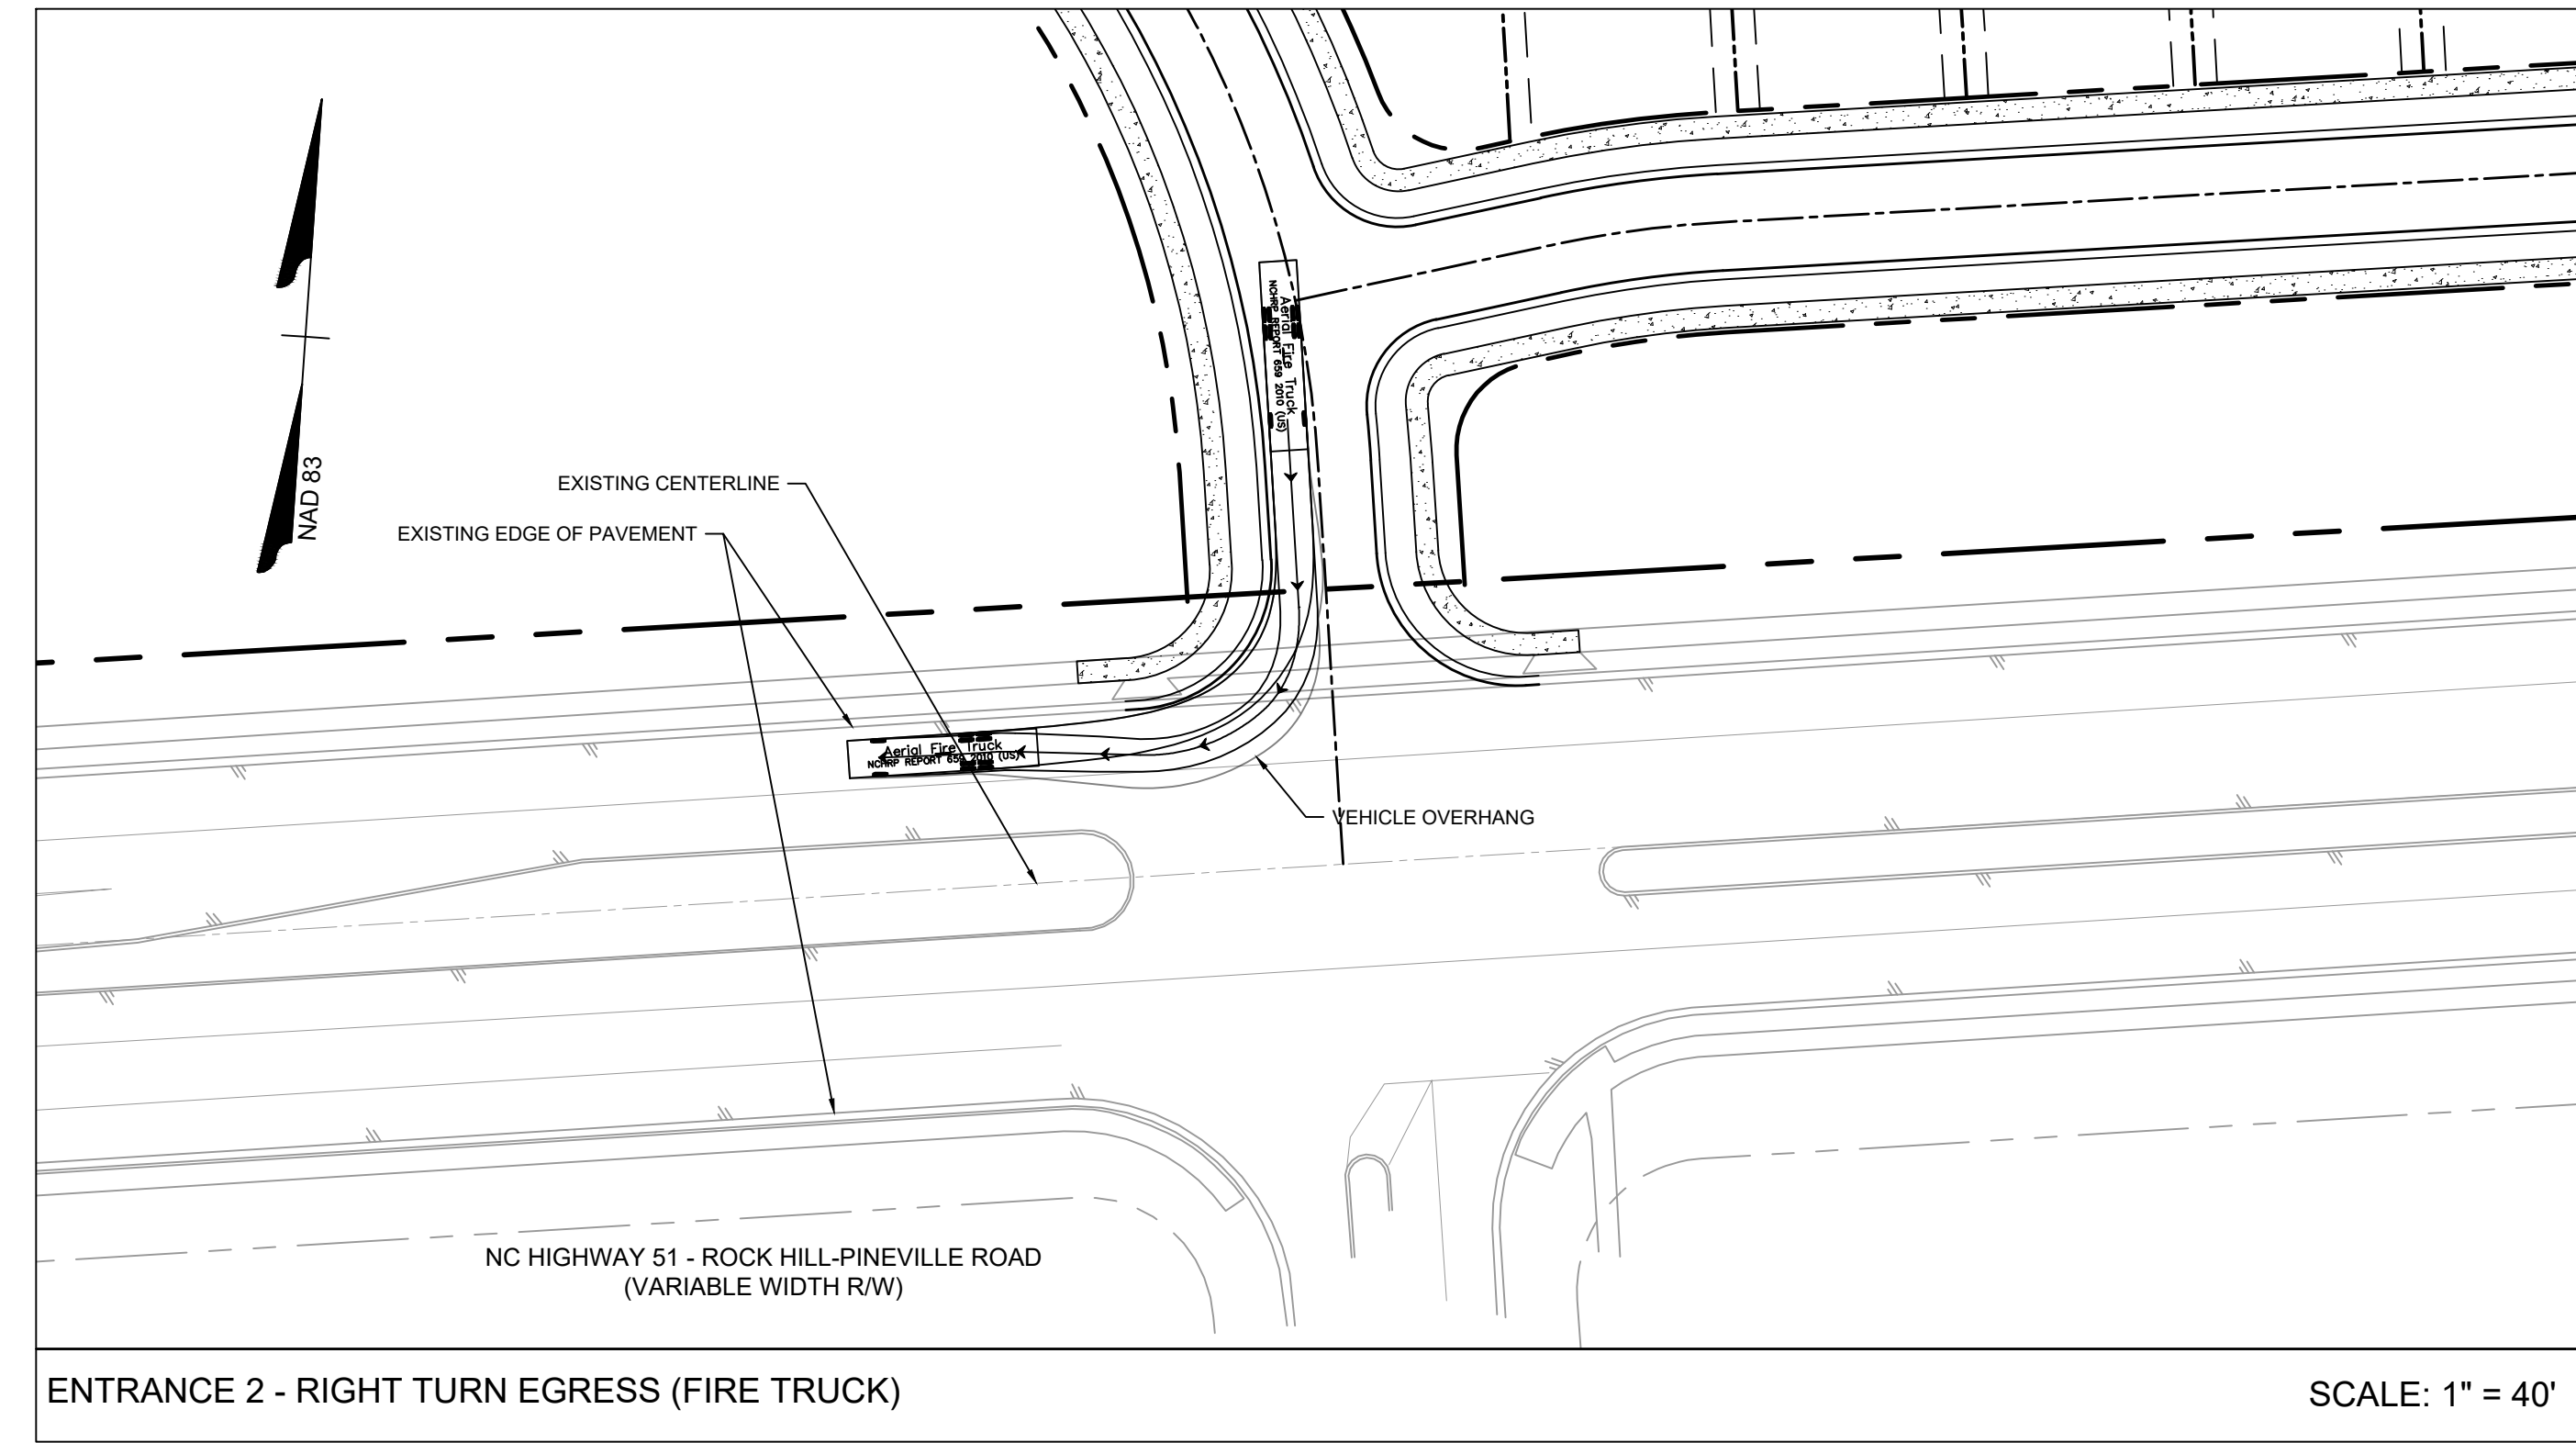 Aerial Fire Truck
NCHRP REPORT 659 2010 (US)
NAD 83
EXISTING CENTERLINE
EXISTING EDGE OF PAVEMENT
Aerial Fire Truck
NCHRP REPORT 659 2010 (US)
VEHICLE OVERHANG
NC HIGHWAY 51 - ROCK HILL-PINEVILLE ROAD
(VARIABLE WIDTH R/W)
ENTRANCE 2 - RIGHT TURN EGRESS (FIRE TRUCK)
SCALE: 1" = 40'